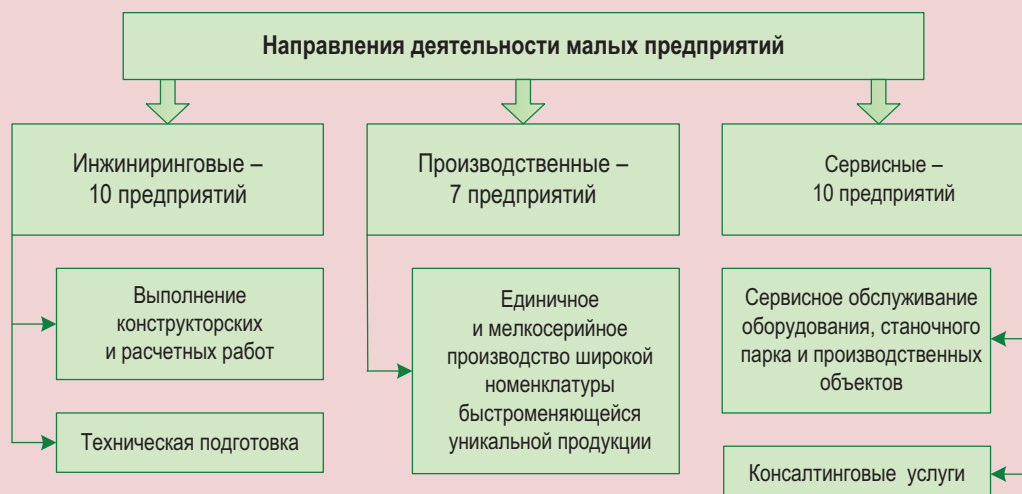 Направления деятельности малых предприятий
Инжиниринговые –
10 предприятий
Производственные –
7 предприятий
Сервисные –
10 предприятий
Выполнение
конструкторских
и расчетных работ
Техническая подготовка
Единичное
и мелкосерийное
производство широкой
номенклатуры
быстроменяющейся
уникальной продукции
Сервисное обслуживание
оборудования, станочного
парка и производственных
объектов
Консалтинговые услуги